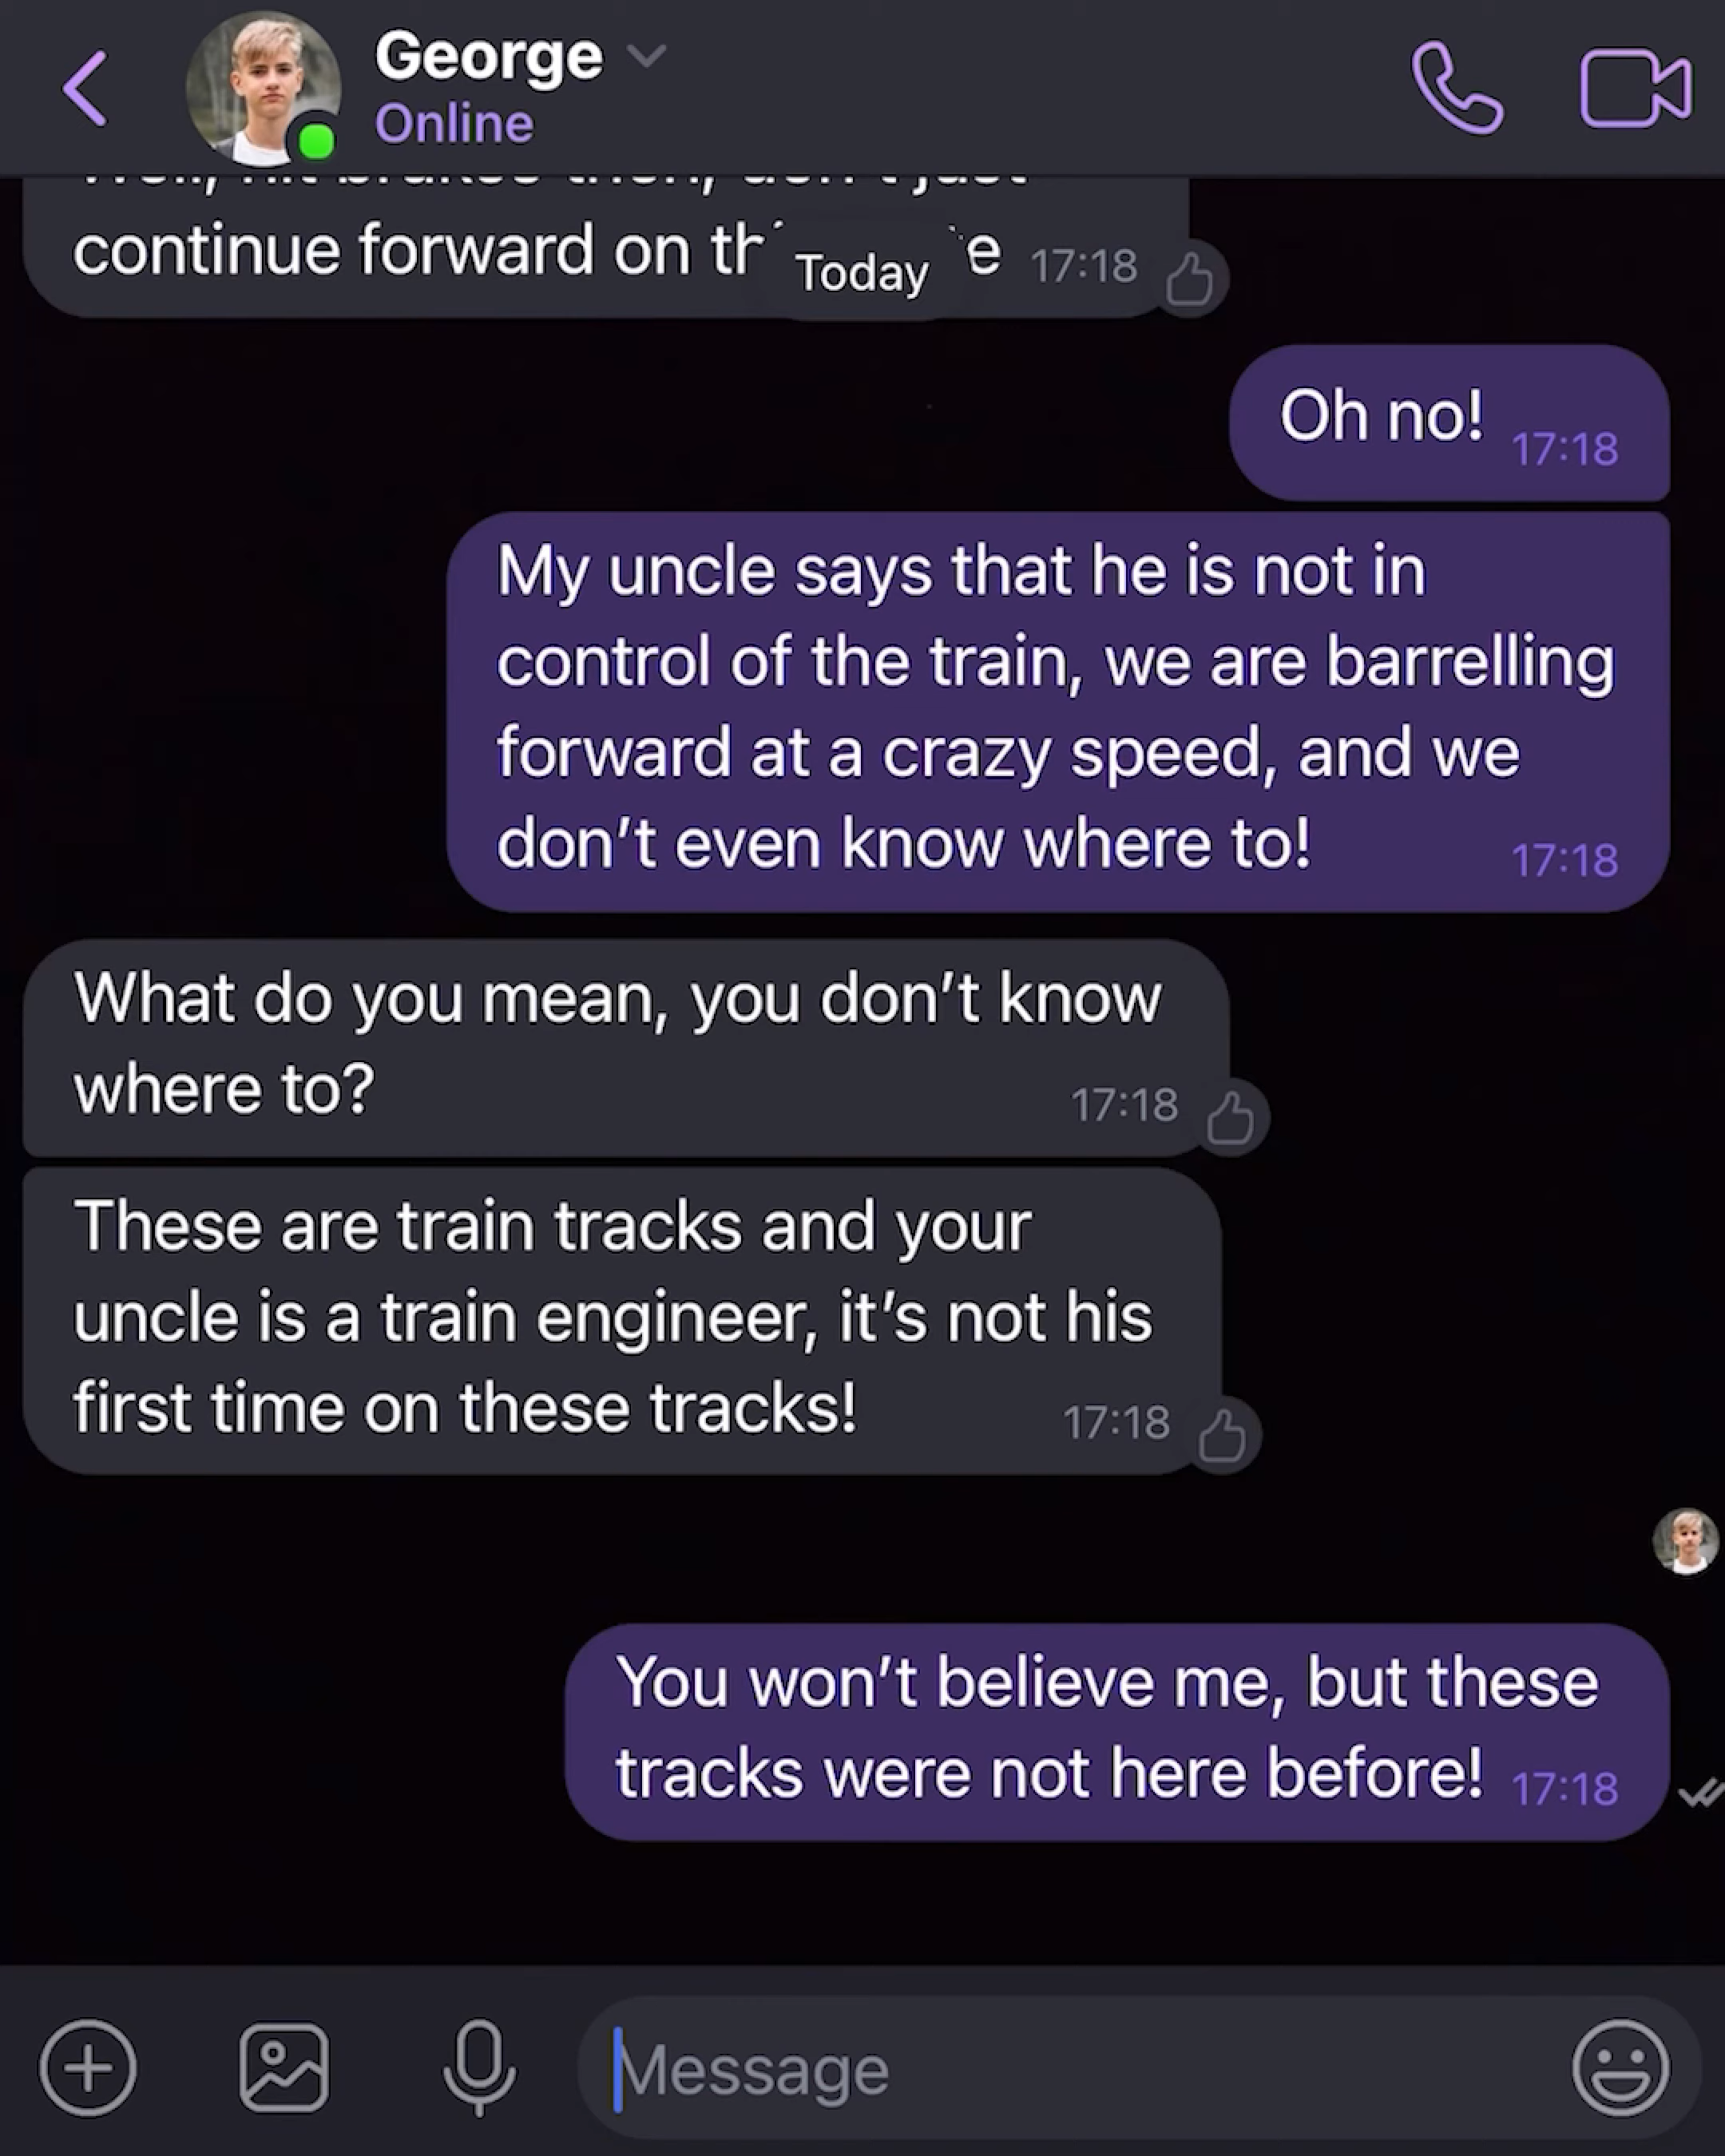 George
Online
continue forward on
Today
17:18
Oh no!
17:18
My uncle says that he is not in
control of the train, we are barrelling
forward at a crazy speed, and we
don't even know where to!
17:18
What do you mean, you don't know
where to?
17:18
These are train tracks and your
uncle is a train engineer, it's not his
first time on these tracks!
17:18
You won't believe me, but these
tracks were not here before!
17:18
Message